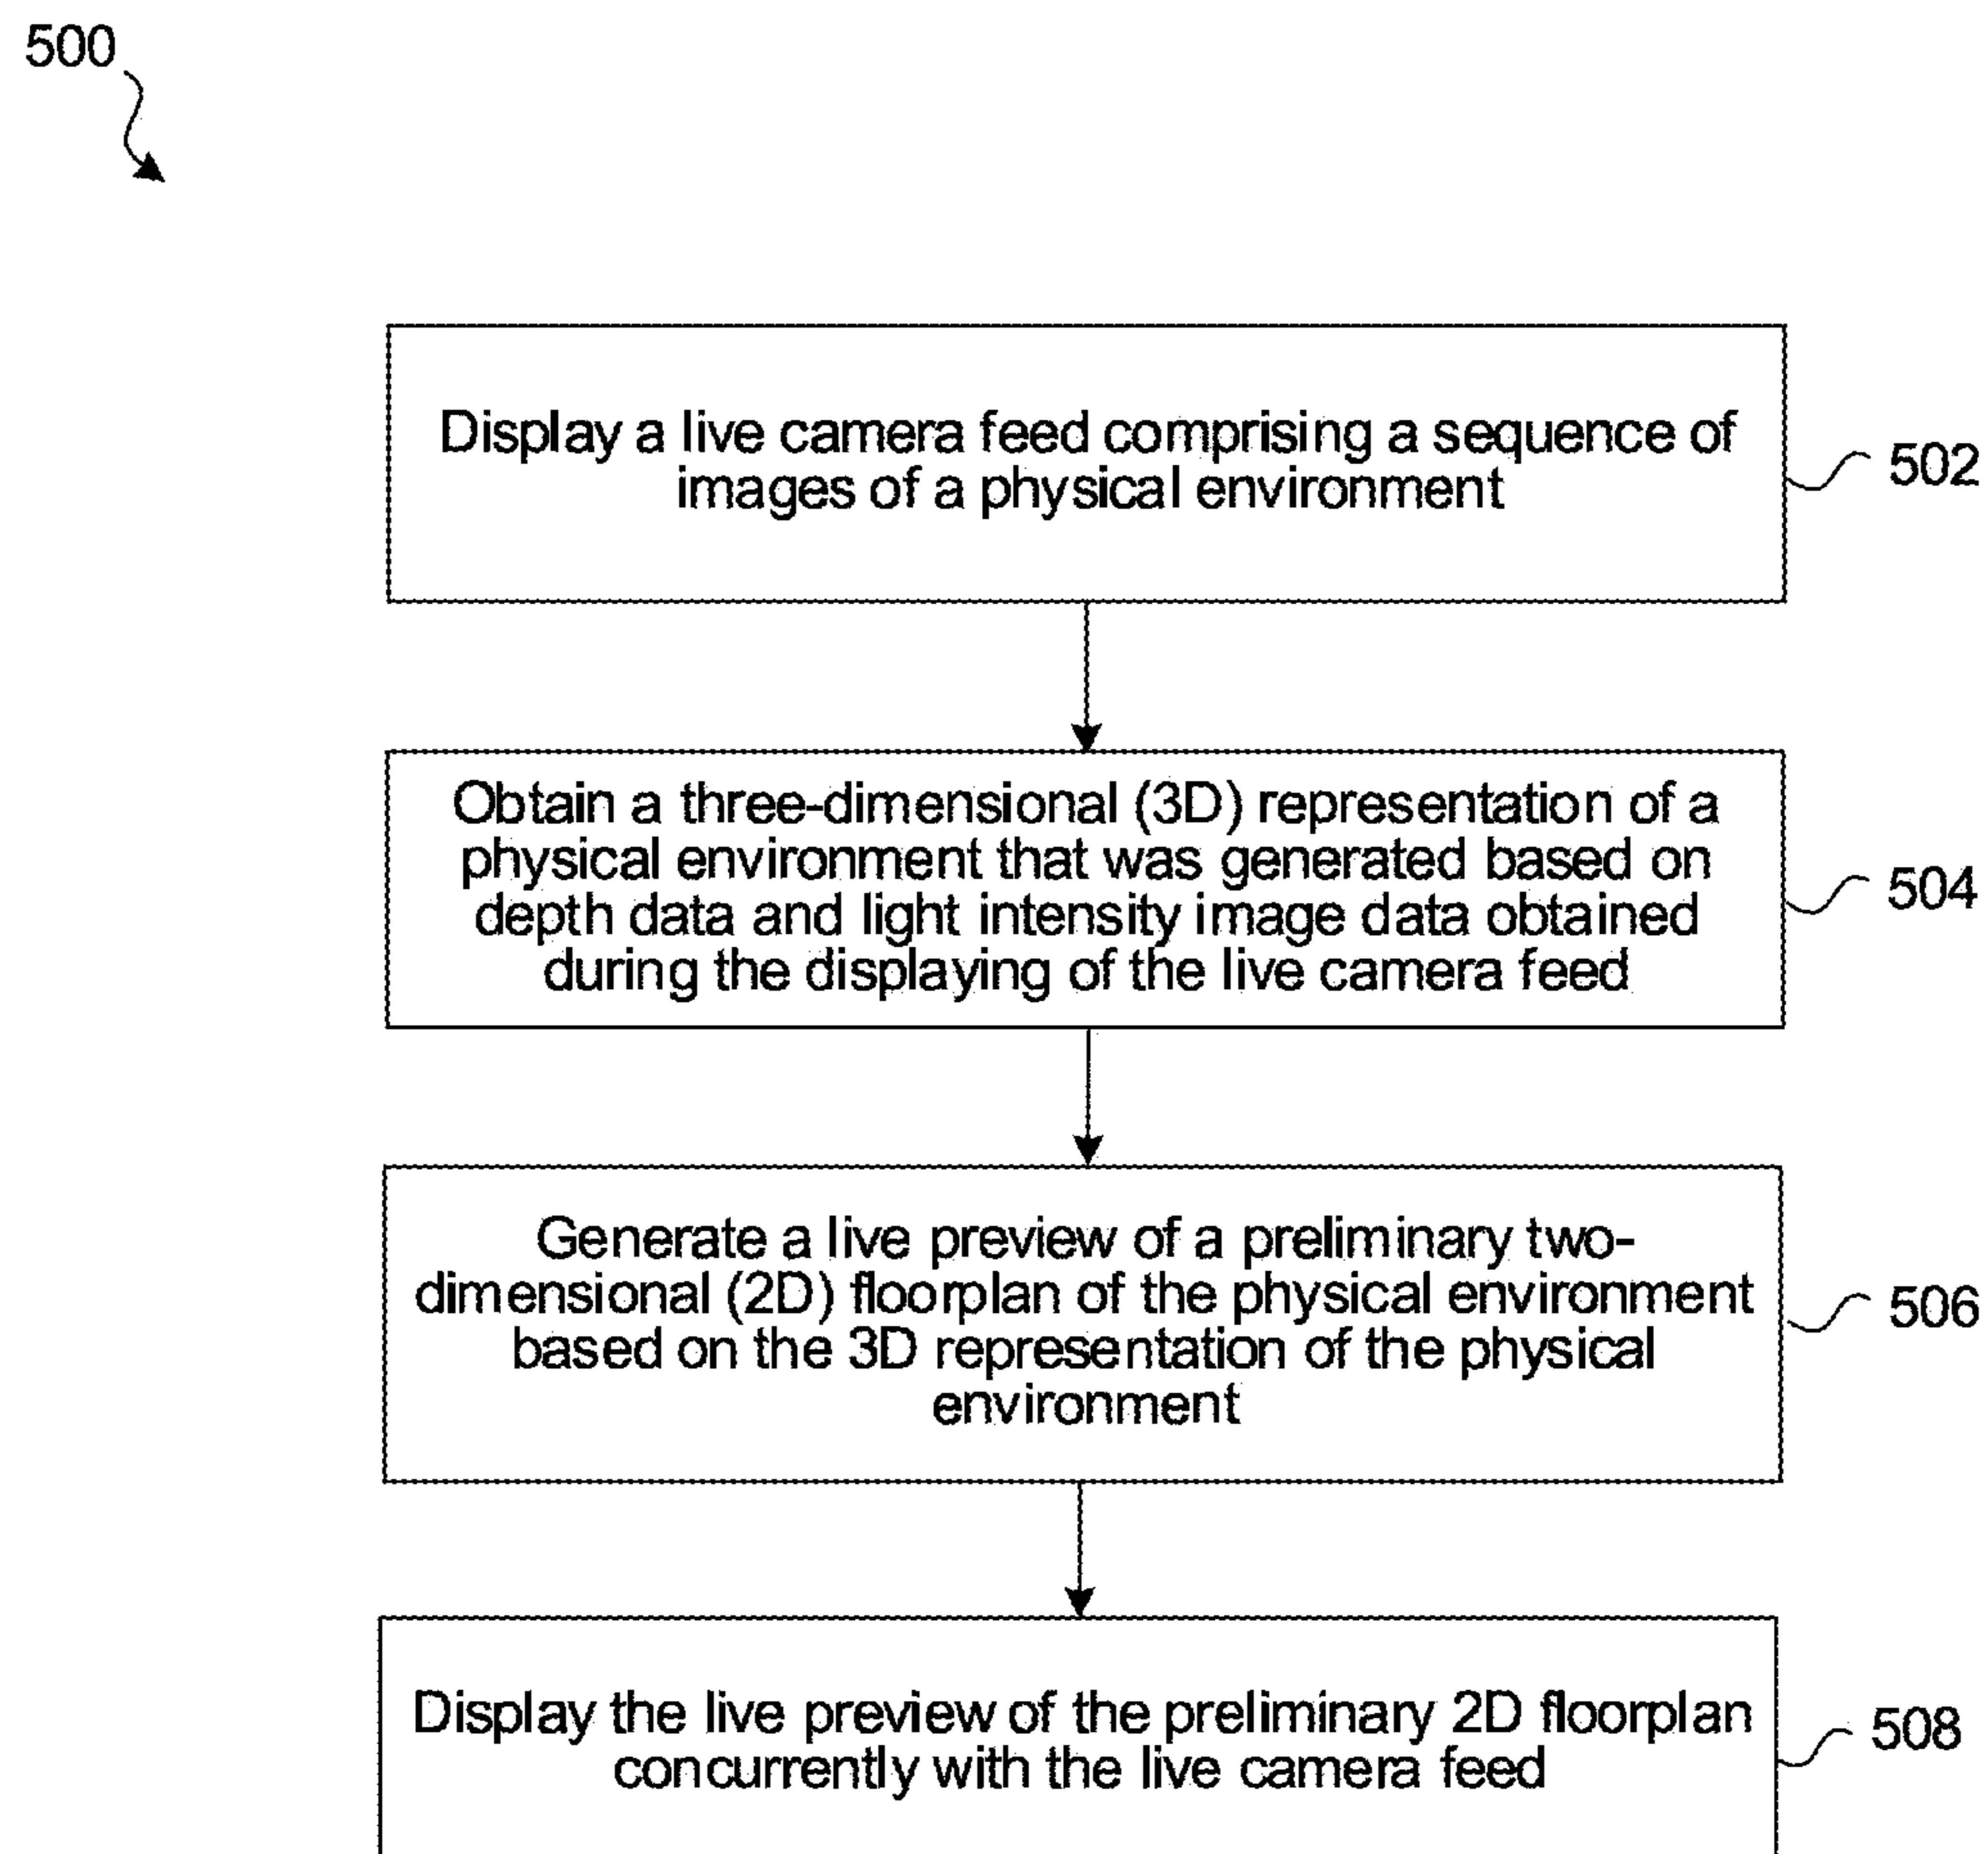 500
Display a live camera feed comprising a sequence of
images of a physical environment
502
Obtain a three-dimensional (3D) representation of a
physical environment that was generated based on
depth data and light intensity image data obtained
during the displaying of the live camera feed
504
Generate a live preview of a preliminary two-
dimensional (2D) floorplan of the physical environment
based on the 3D representation of the physical
environment
506
Display the live preview of the preliminary 2D floorplan
concurrently with the live camera feed
508